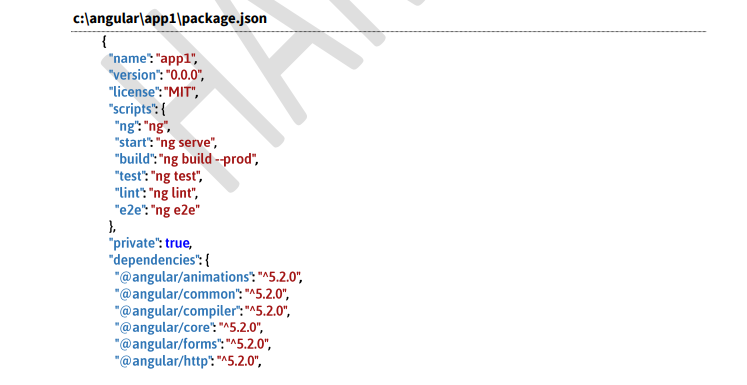 c:\angular\app1\package.json
{
"name": "app1",
"version": "0.0.0",
"license": "MIT",
"scripts": {
"ng": "ng",
"start": "ng serve",
"build": "ng build --prod",
"test": "ng test",
"lint": "ng lint",
"e2e": "ng e2e"
},
"private": true,
"dependencies": {
"@angular/animations": "^5.2.0",
"@angular/common": "^5.2.0",
"@angular/compiler": "^5.2.0",
"@angular/core": "^5.2.0",
"@angular/forms": "^5.2.0",
"@angular/http": "^5.2.0",